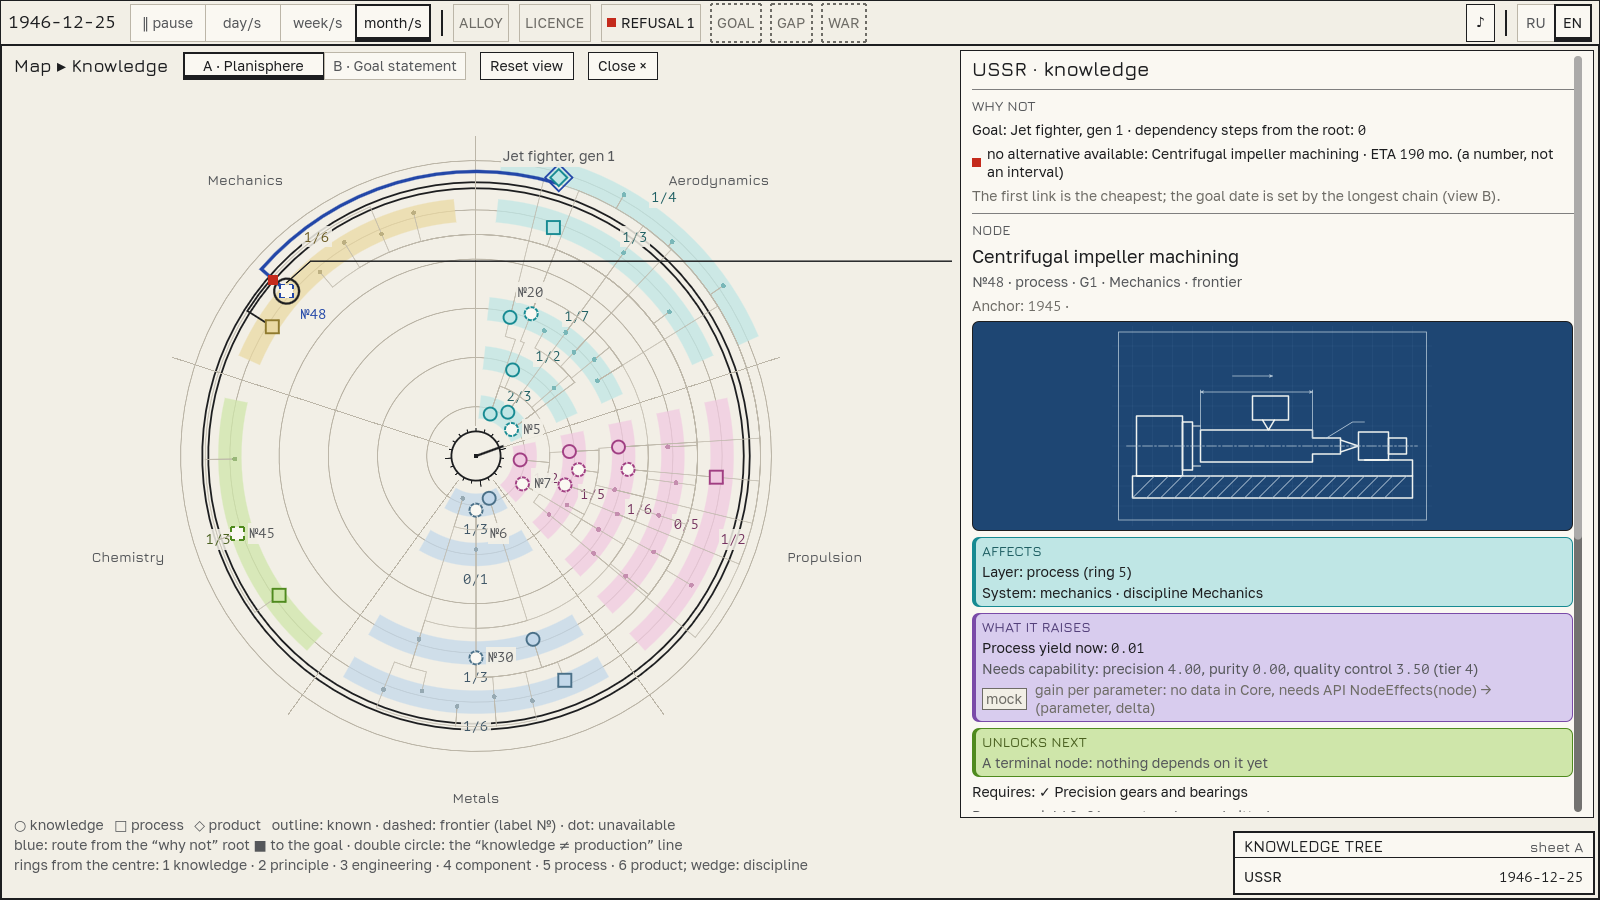 1946-12-25
‖ pause
day/s
week/s
month/s
ALLOY
LICENCE
REFUSAL 1
GOAL
GAP
WAR
♪
RU
EN
Map ▸ Knowledge
A · Planisphere
B · Goal statement
Reset view
Close ×
Jet fighter, gen 1
Mechanics
Aerodynamics
1/4
1/6
1/3
№20
№48
1/7
1/2
2/3
№5
№7
1/5
1/6
0/5
1/3
№6
1/2
№45
1/3
0/1
Chemistry
Propulsion
№30
1/3
1/6
Metals
○ knowledge □ process ◇ product outline: known · dashed: frontier (label №) · dot: unavailable
blue: route from the “why not” root ■ to the goal · double circle: the “knowledge ≠ production” line
rings from the centre: 1 knowledge · 2 principle · 3 engineering · 4 component · 5 process · 6 product; wedge: discipline
USSR · knowledge
WHY NOT
Goal: Jet fighter, gen 1 · dependency steps from the root: 0
no alternative available: Centrifugal impeller machining · ETA 190 mo. (a number, not
an interval)
The first link is the cheapest; the goal date is set by the longest chain (view B).
NODE
Centrifugal impeller machining
№48 · process · G1 · Mechanics · frontier
Anchor: 1945 ·
AFFECTS
Layer: process (ring 5)
System: mechanics · discipline Mechanics
WHAT IT RAISES
Process yield now: 0.01
Needs capability: precision 4.00, purity 0.00, quality control 3.50 (tier 4)
mock
gain per parameter: no data in Core, needs API NodeEffects(node) →
(parameter, delta)
UNLOCKS NEXT
A terminal node: nothing depends on it yet
Requires: ✓ Precision gears and bearings
KNOWLEDGE TREE
sheet A
USSR
1946-12-25